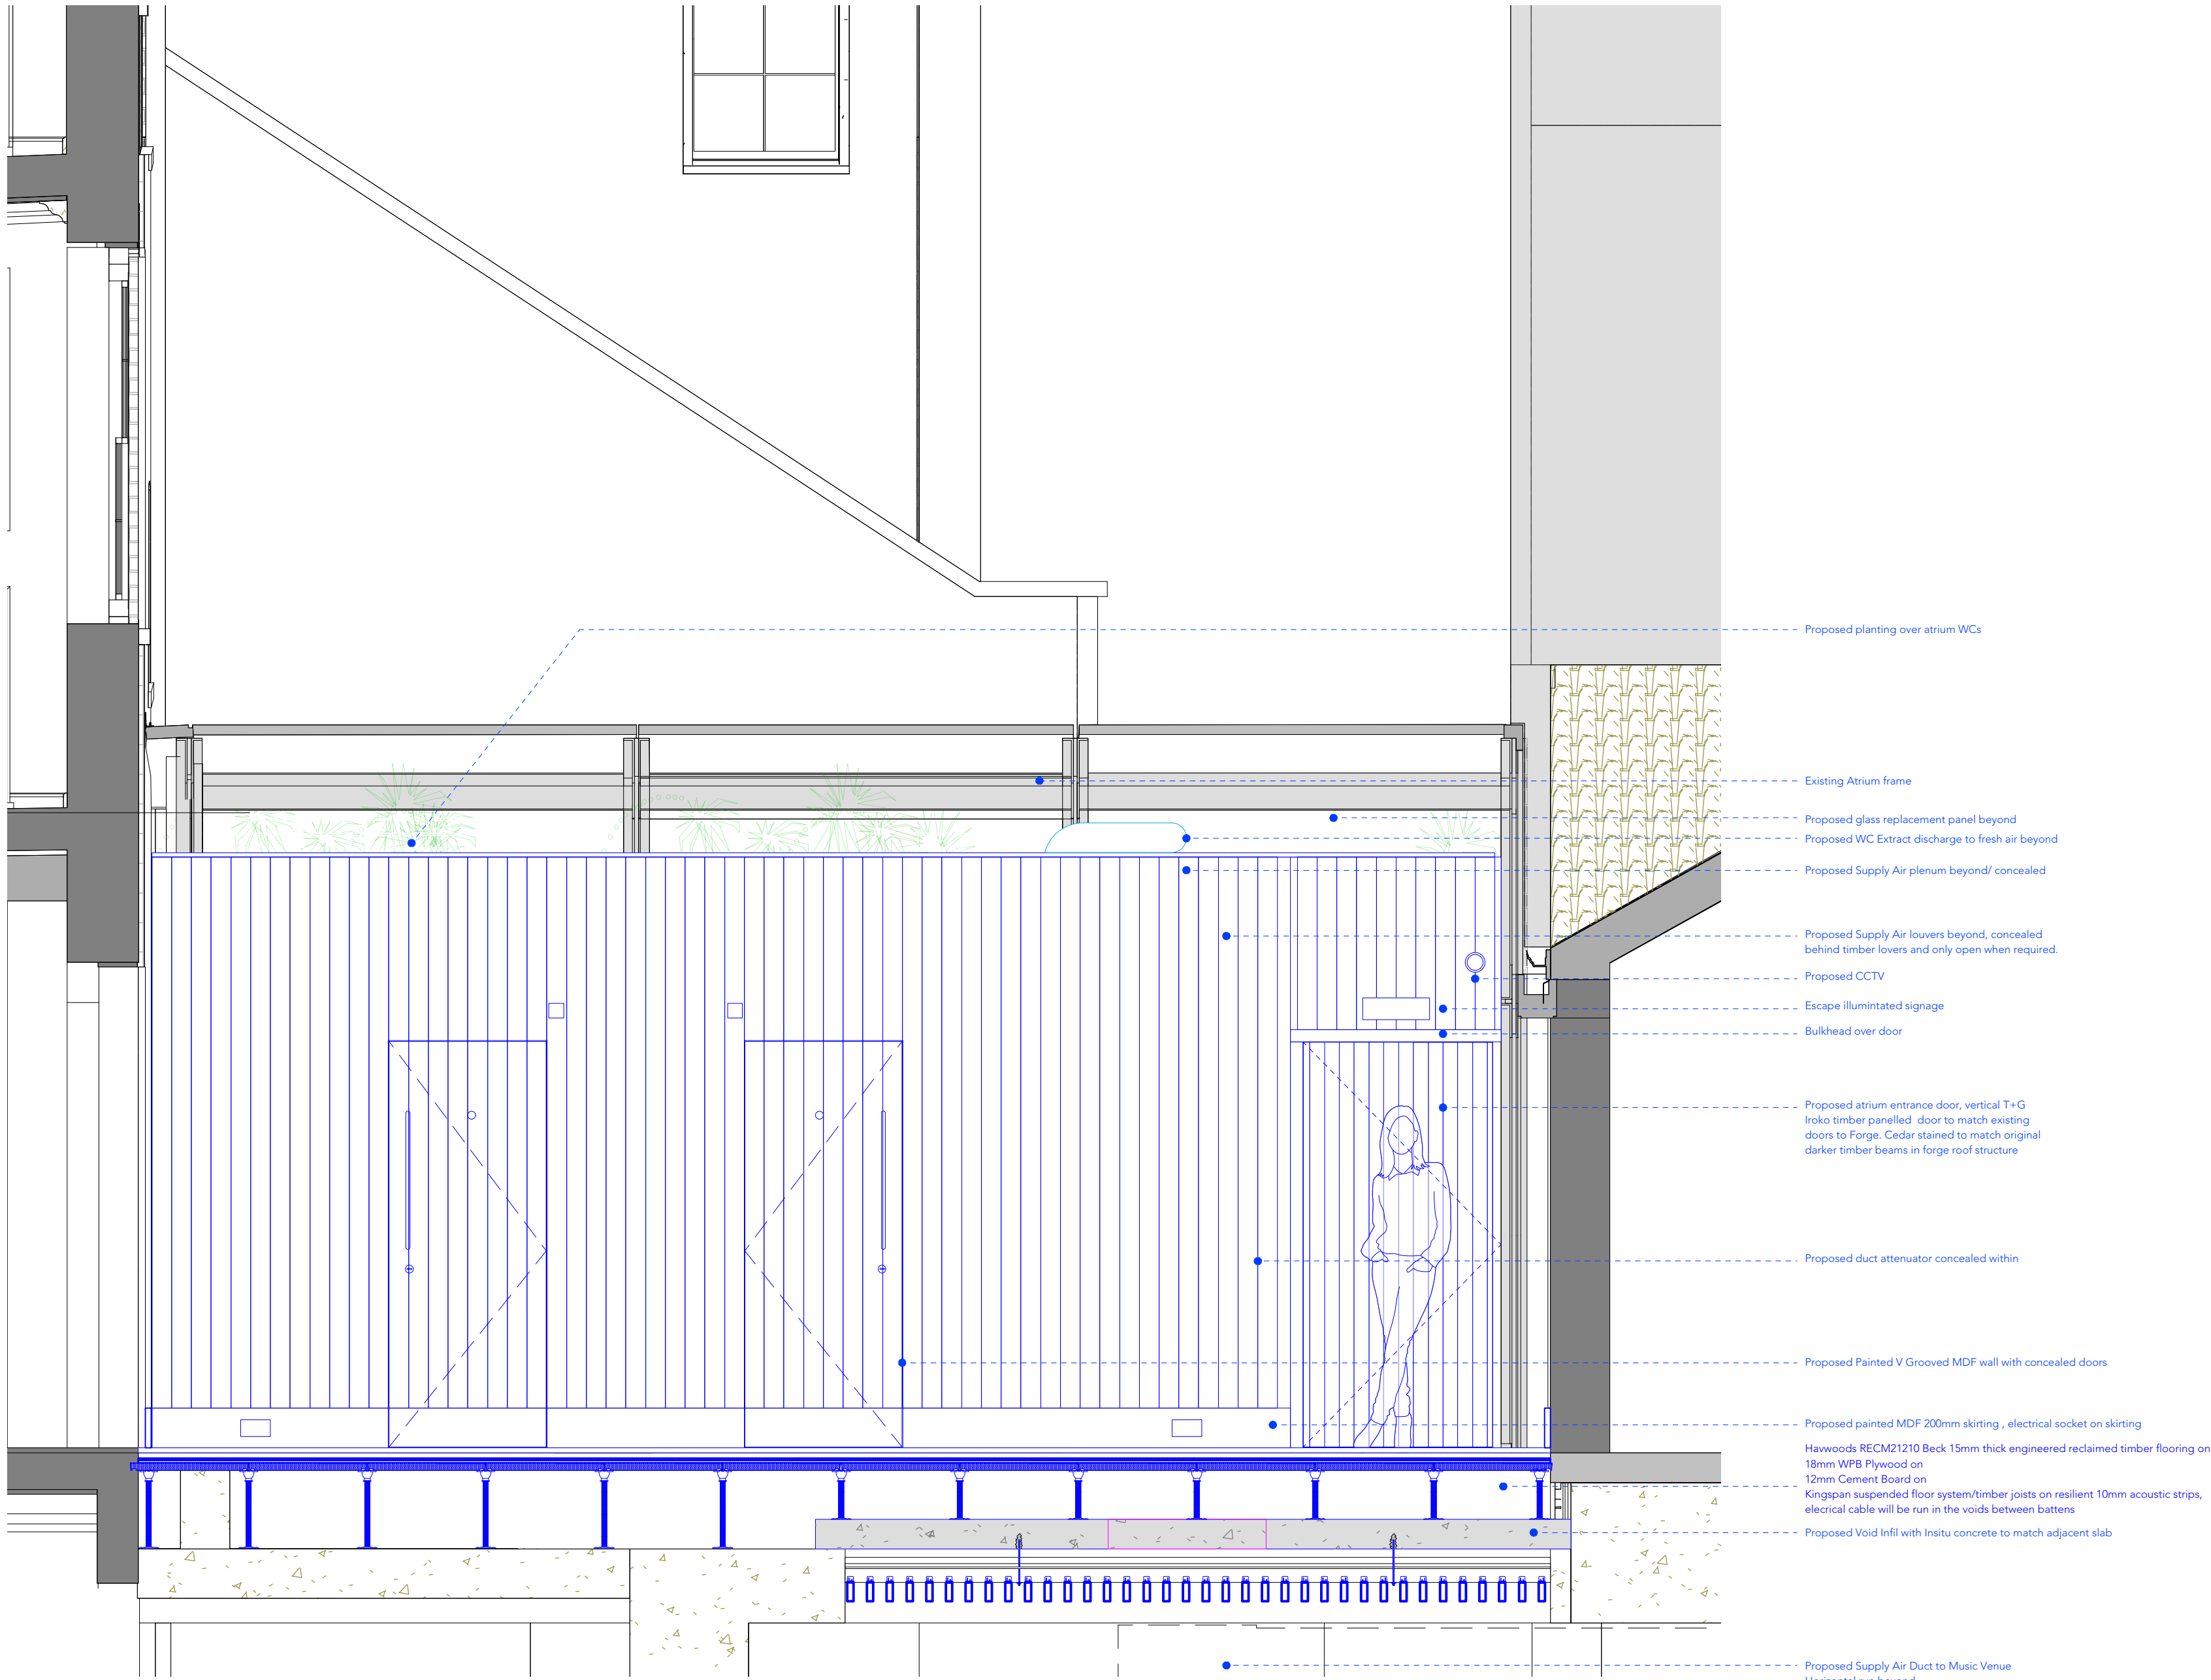 Proposed planting over atrium WCs
Existing Atrium frame
Proposed glass replacement panel beyond
Proposed WC Extract discharge to fresh air beyond
Proposed Supply Air plenum beyond/ concealed
Proposed Supply Air louvers beyond, concealed
behind timber lovers and only open when required.
Proposed CCTV
Escape illumintated signage
Bulkhead over door
Proposed atrium entrance door, vertical T+G
Iroko timber panelled  door to match existing
doors to Forge. Cedar stained to match original
darker timber beams in forge roof structure
Proposed duct attenuator concealed within
Proposed Painted V Grooved MDF wall with concealed doors
Proposed painted MDF 200mm skirting , electrical socket on skirting
Havwoods RECM21210 Beck 15mm thick engineered reclaimed timber flooring on
18mm WPB Plywood on
12mm Cement Board on
Kingspan suspended floor system/timber joists on resilient 10mm acoustic strips,
elecrical cable will be run in the voids between battens
Proposed Void Infil with Insitu concrete to match adjacent slab
Proposed Supply Air Duct to Music Venue
Horizontal run beyond